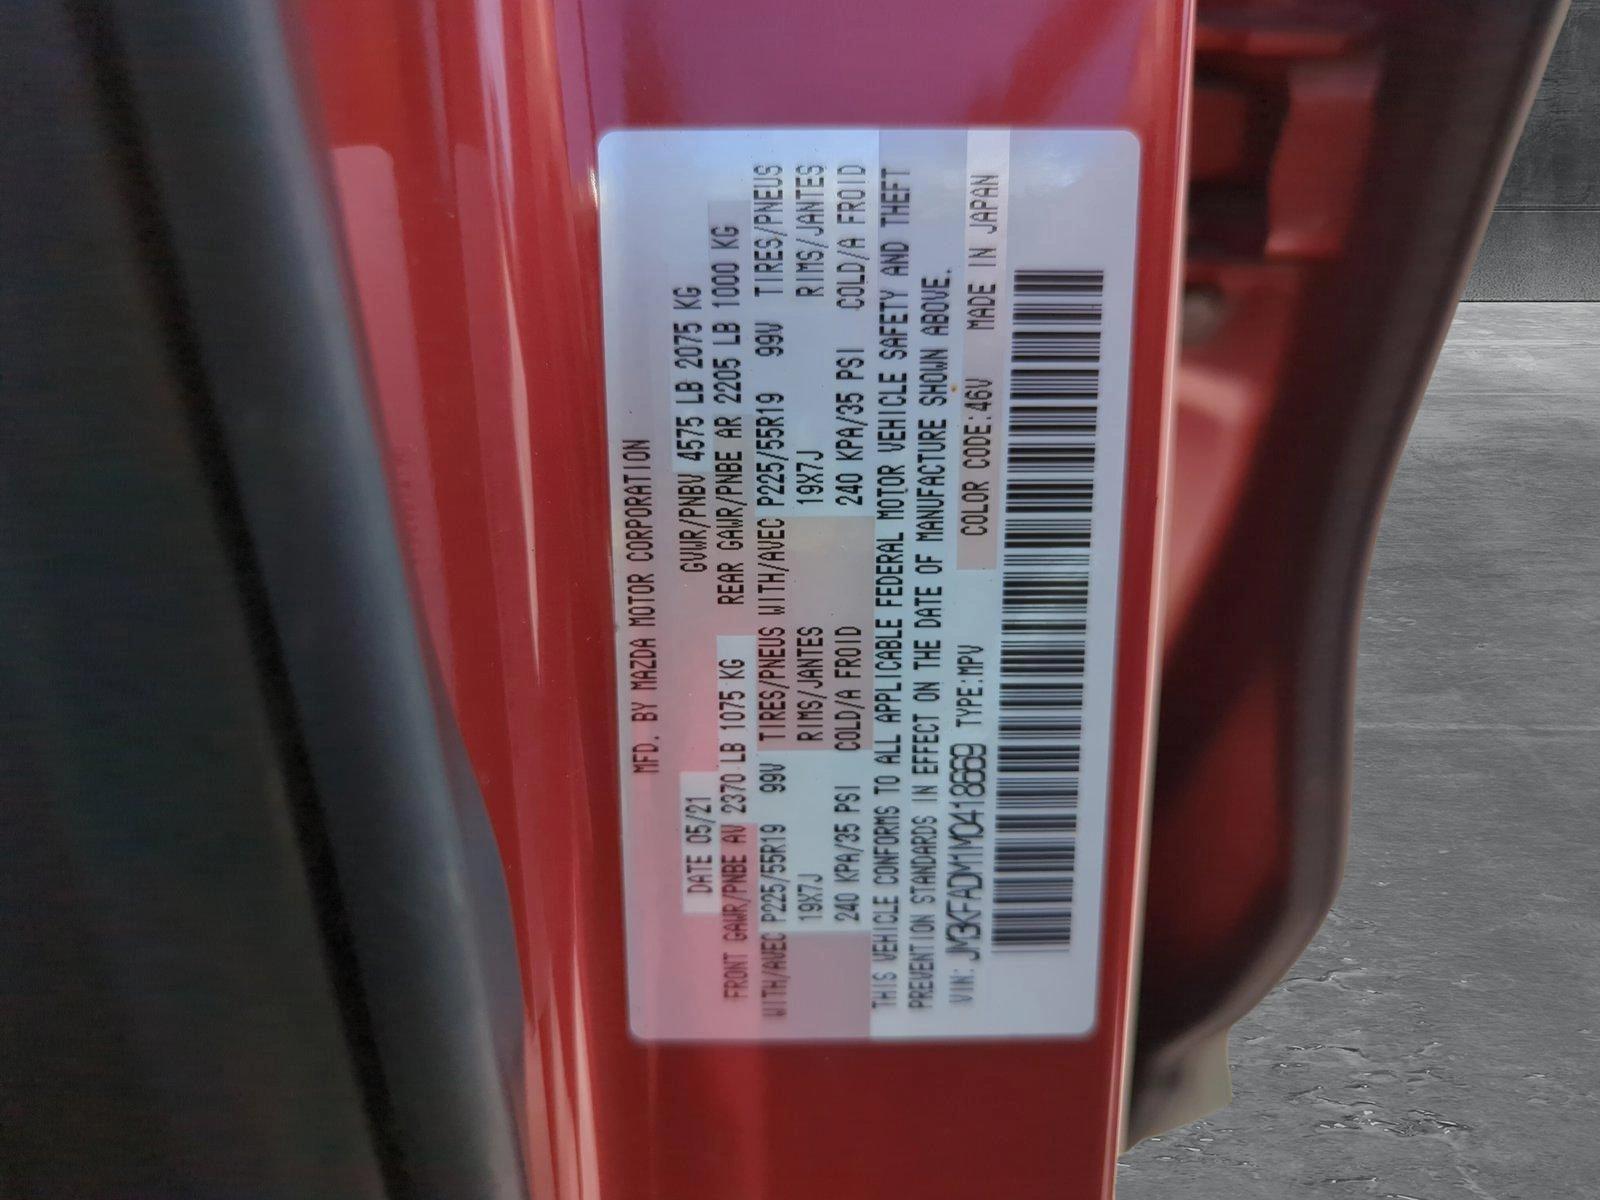 MFD. BY MAZDA MOTOR CORPORATION
DATE 05/21 GVWR/PNBV 4575 LB 2075 KG
FRONT GAWR/PNBE AV 2370 LB 1075 KG REAR GAWR/PNBE AR 2205 LB 1000 KG
WITH/AVEC P225/55R19 99V TIRES/PNEUS WITH/AVEC P225/55R19 99V TIRES/PNEUS
19X7J RIMS/JANTES 19X7J RIMS/JANTES
240 KPA/35 PSI COLD/A FROID 240 KPA/35 PSI COLD/A FROID
THIS VEHICLE CONFORMS TO ALL APPLICABLE FEDERAL MOTOR VEHICLE SAFETY AND THEFT
PREVENTION STANDARDS IN EFFECT ON THE DATE OF MANUFACTURE SHOWN ABOVE.
VIN: JM3KFADM1M0418669 TYPE:MPV COLOR CODE:46V MADE IN JAPAN